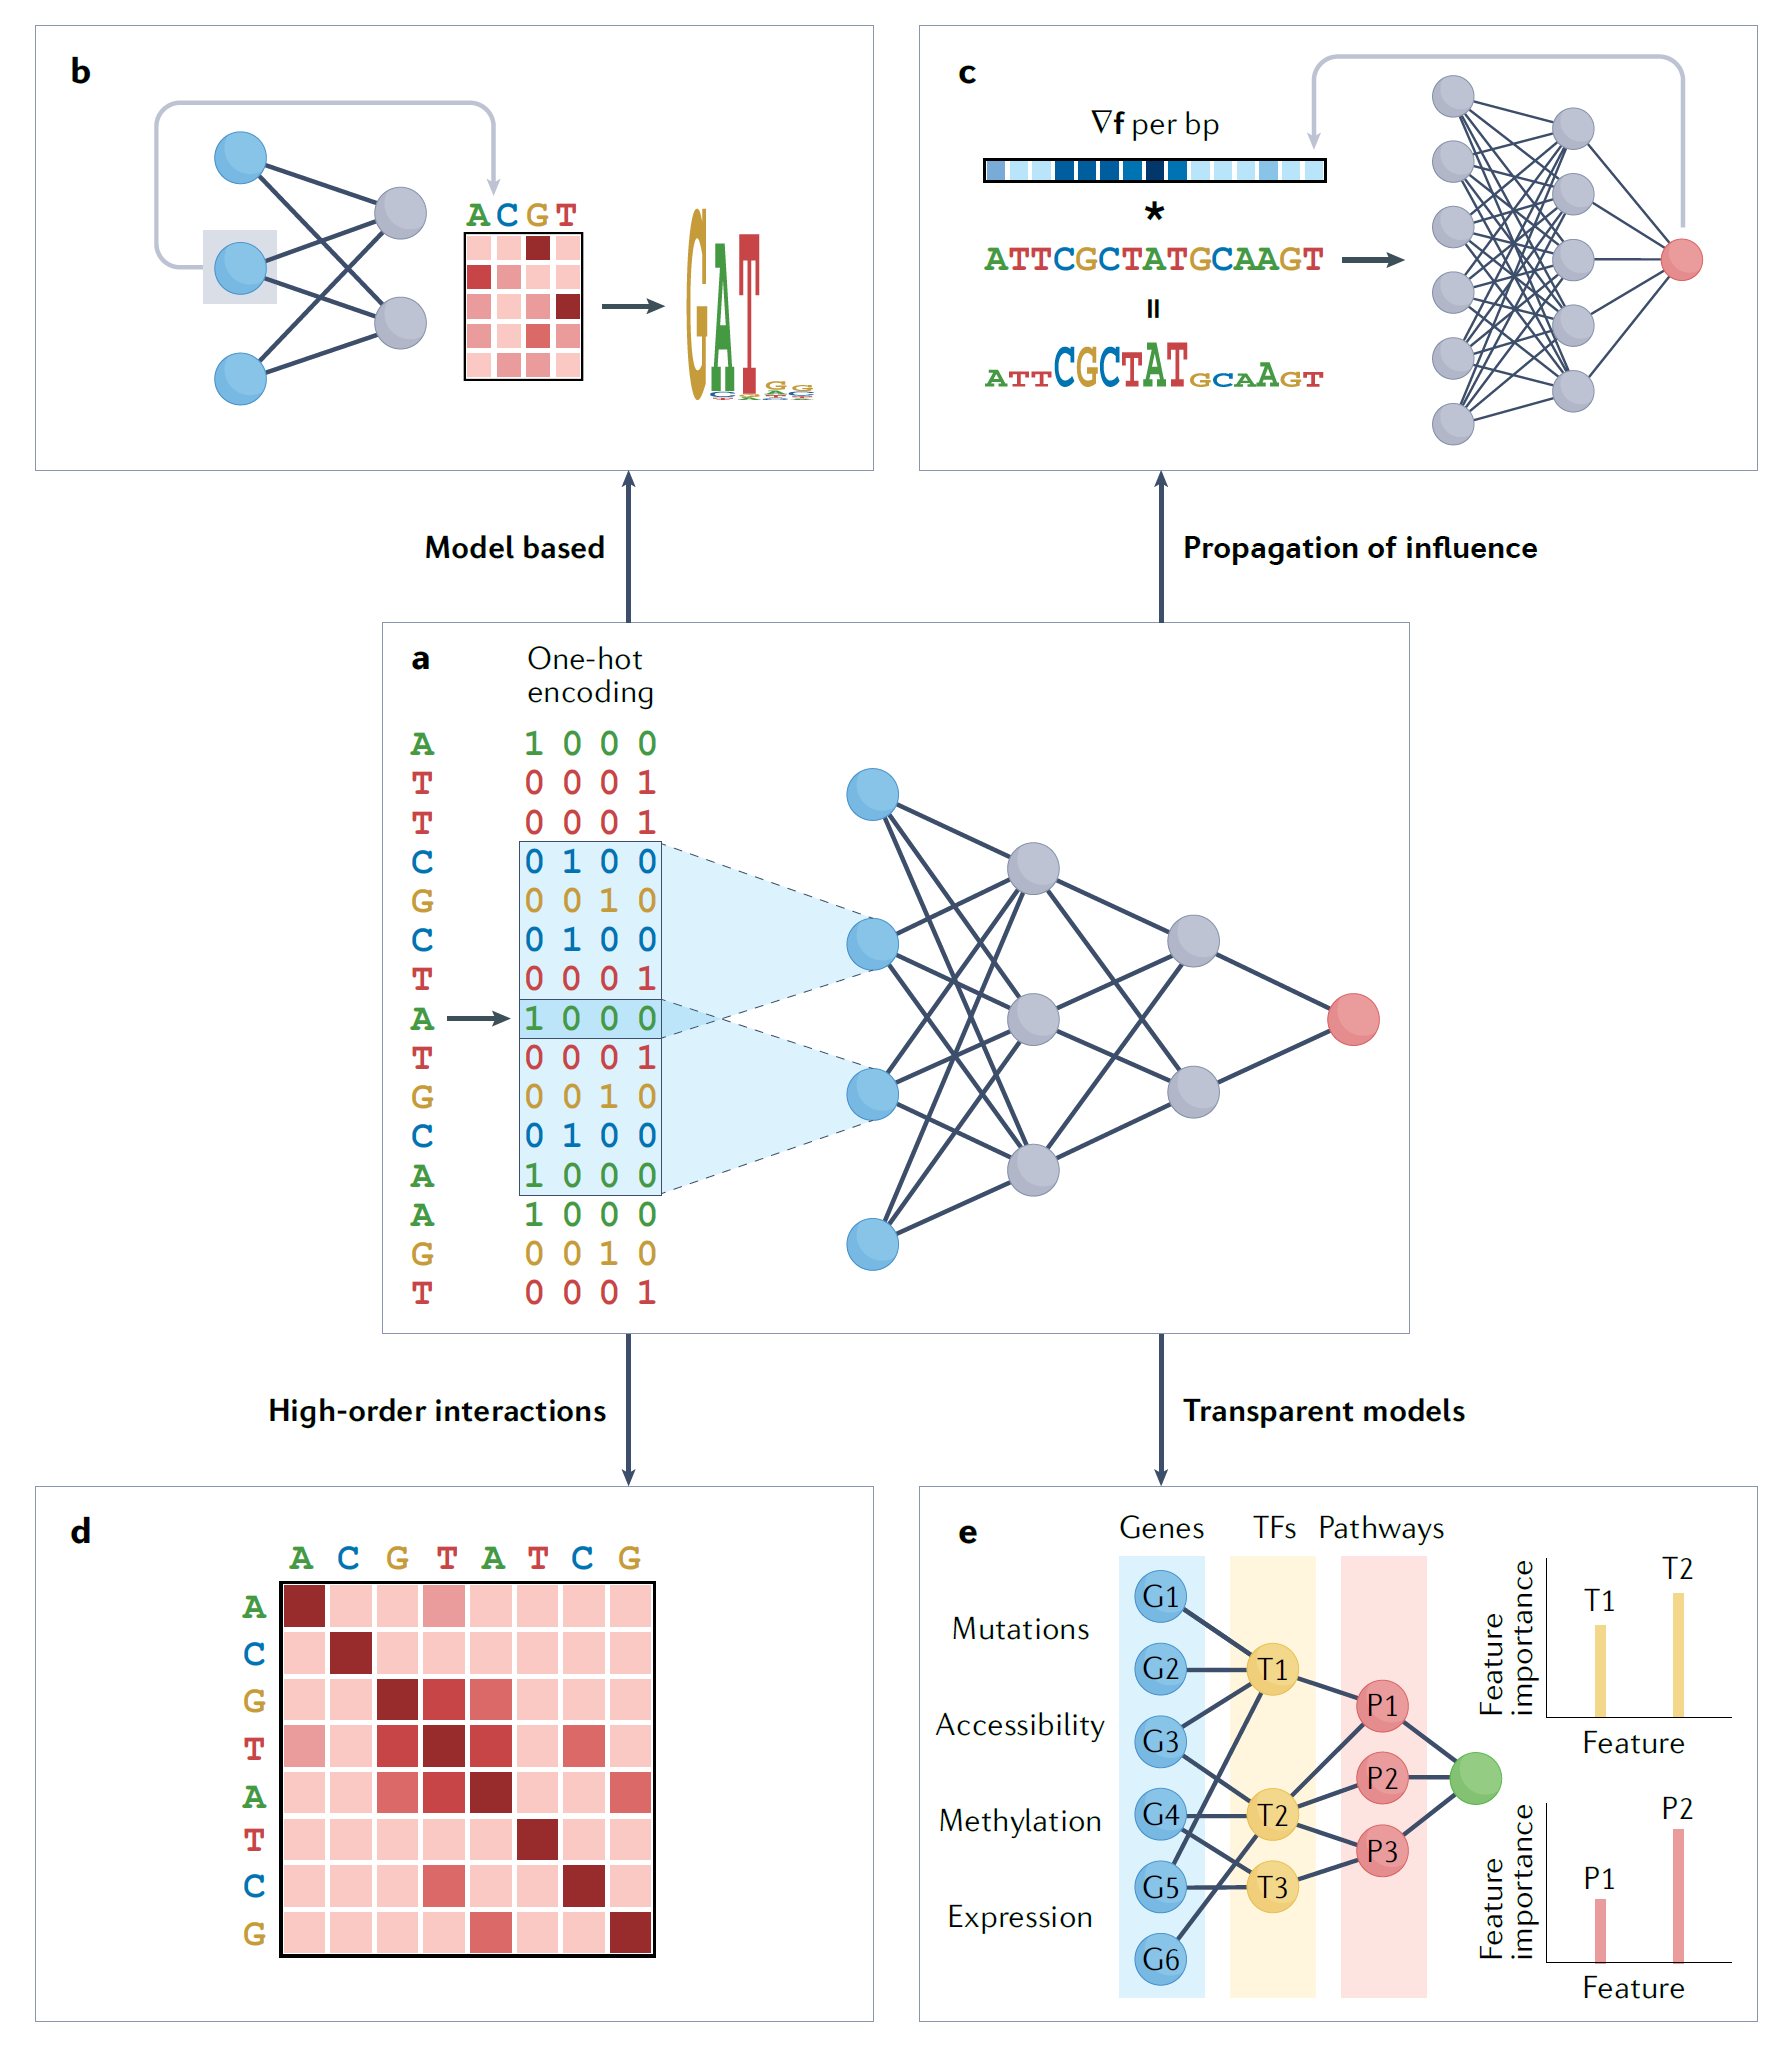 b
A C G T
G A T
c
∇f per bp
*
ATTCGCTATGCAAGT
=
ATTCGCTATGCAAGT
Model based
Propagation of influence
a
One-hot
encoding
A 1 0 0 0
T 0 0 0 1
T 0 0 0 1
C 0 1 0 0
G 0 0 1 0
C 0 1 0 0
T 0 0 0 1
A 1 0 0 0
T 0 0 0 1
G 0 0 1 0
C 0 1 0 0
A 1 0 0 0
A 1 0 0 0
G 0 0 1 0
T 0 0 0 1
High-order interactions
Transparent models
d
A C G T A T C G
A
C
G
T
A
T
C
G
e
Genes TFs Pathways
Mutations
Accessibility
Methylation
Expression
G1
G2
G3
G4
G5
G6
T1
T2
T3
P1
P2
P3
Feature
importance
T1
T2
Feature
Feature
importance
P1
P2
Feature